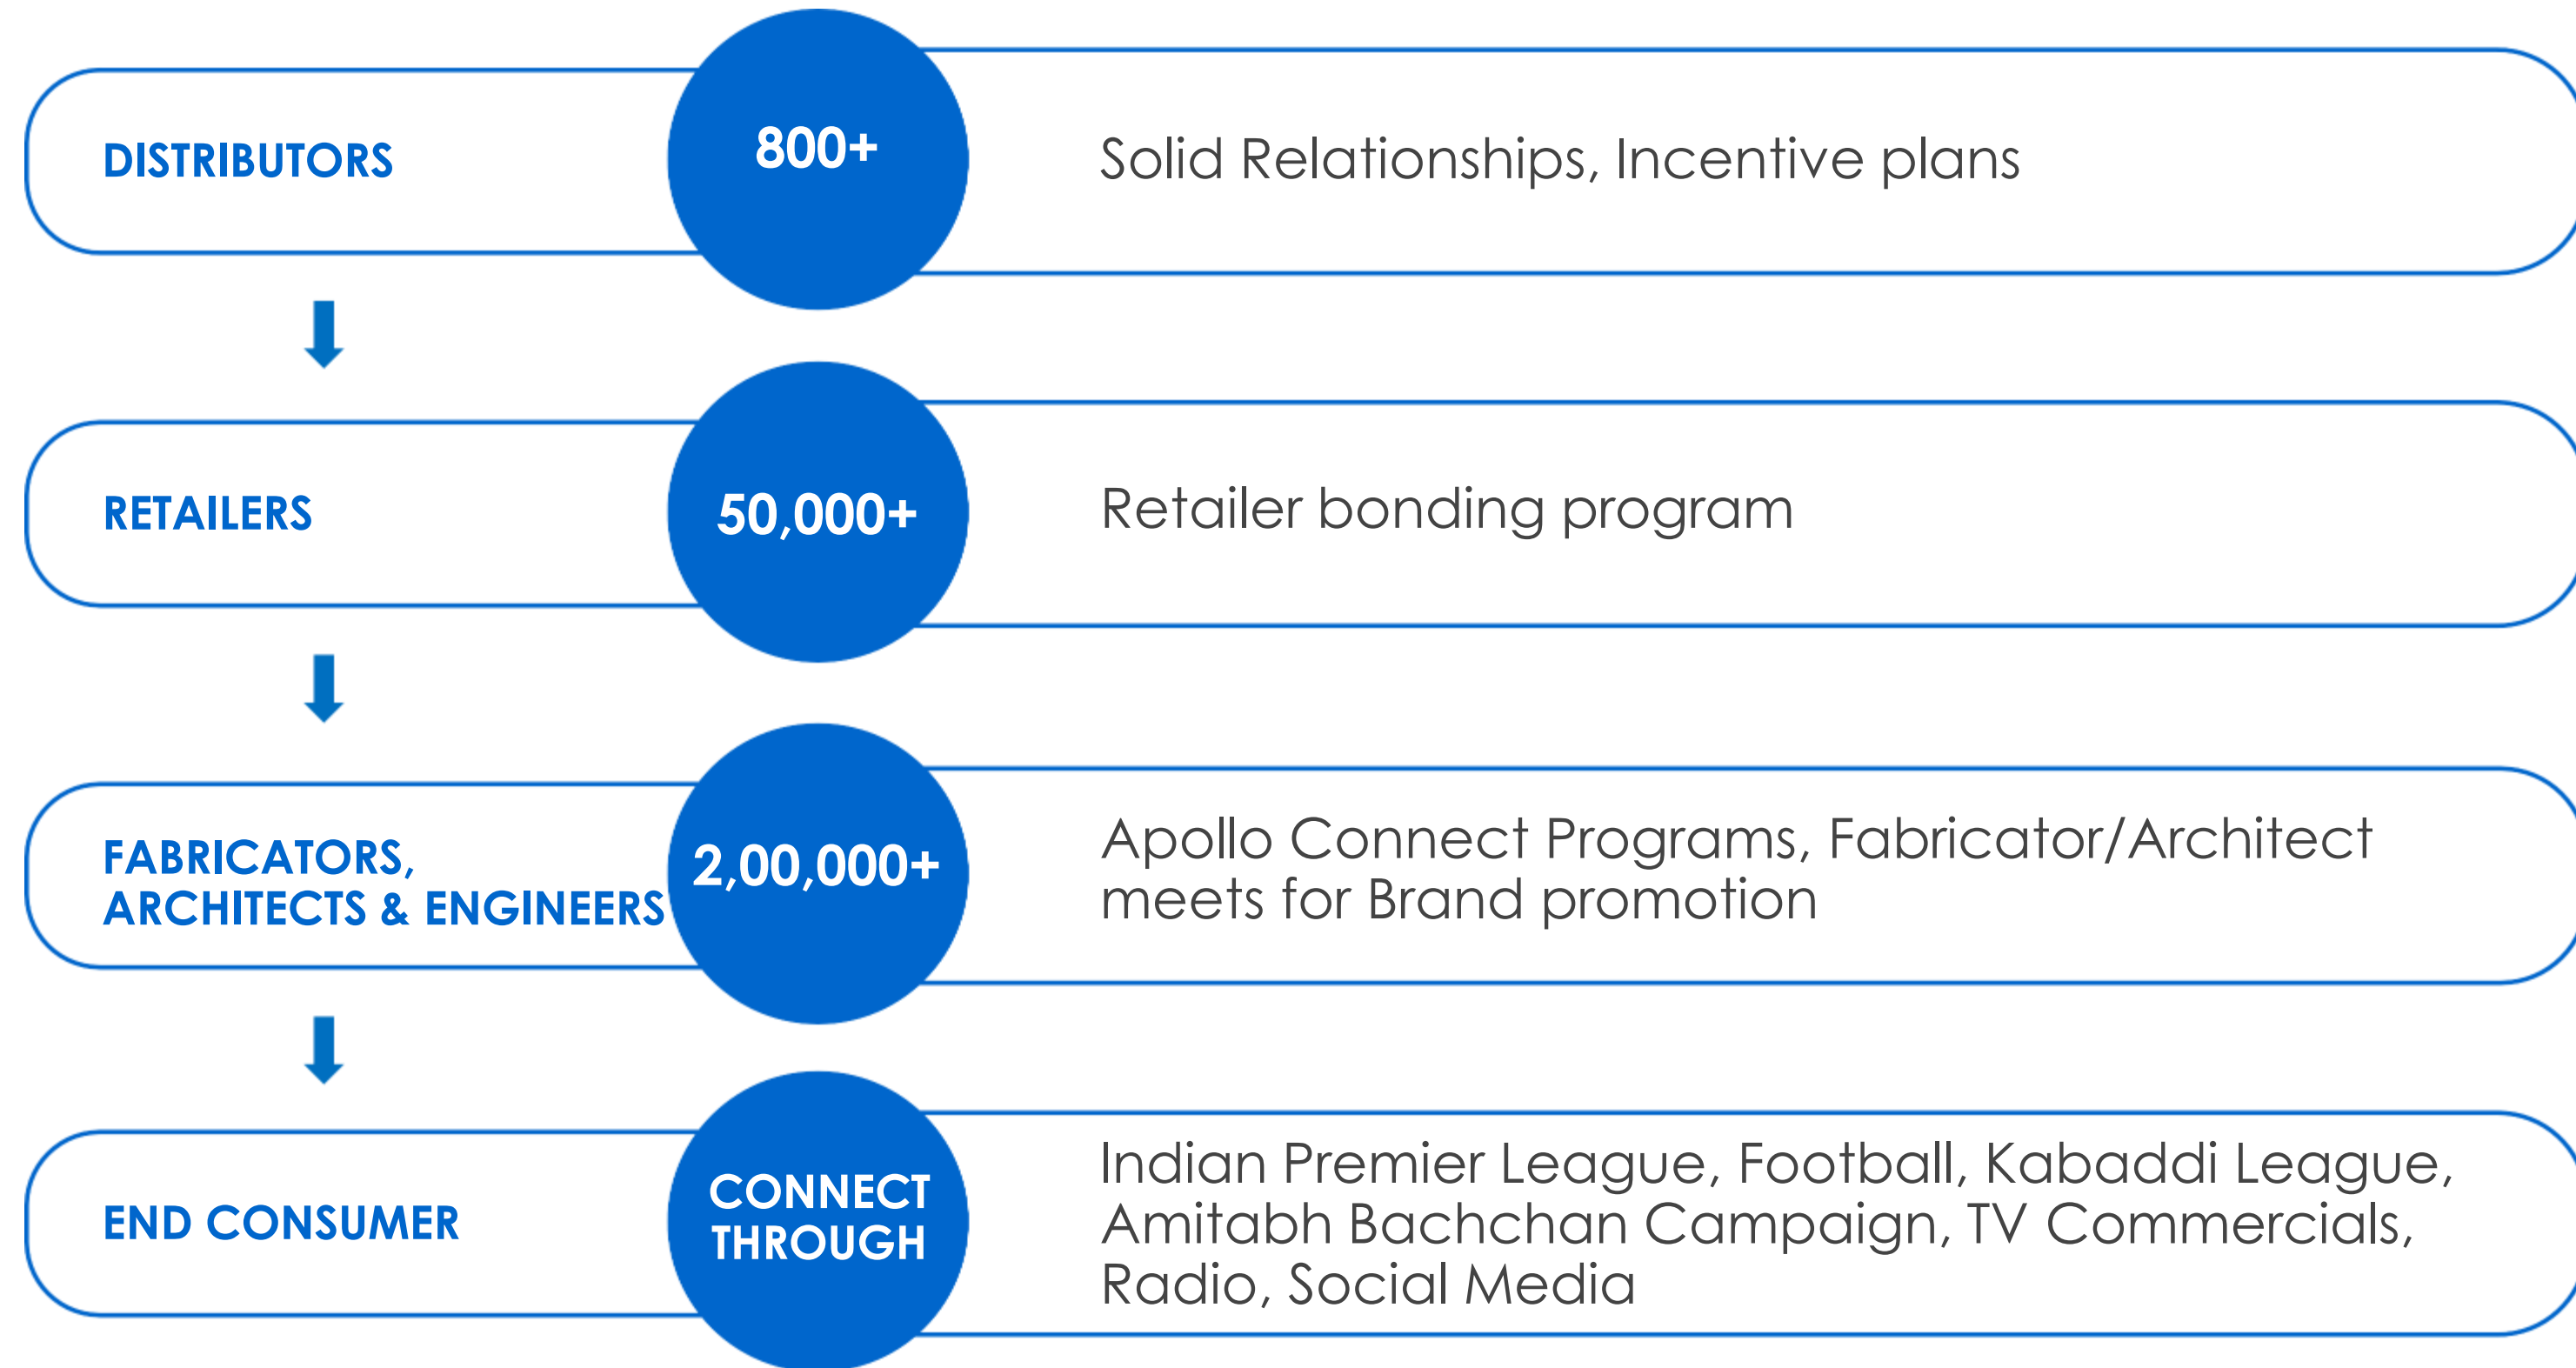 DISTRIBUTORS
800+
Solid Relationships, Incentive plans
RETAILERS
50,000+
Retailer bonding program
FABRICATORS,
ARCHITECTS & ENGINEERS
2,00,000+
Apollo Connect Programs, Fabricator/Architect
meets for Brand promotion
END CONSUMER
CONNECT
THROUGH
Indian Premier League, Football, Kabaddi League,
Amitabh Bachchan Campaign, TV Commercials,
Radio, Social Media